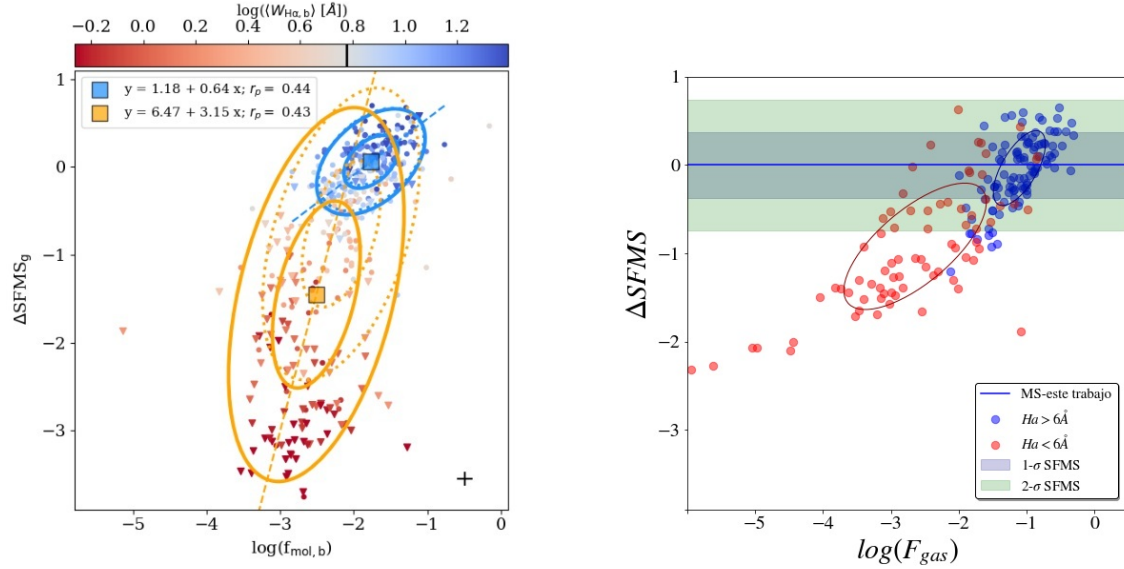 log(⟨W_Hα,b⟩ [Å])
−0.2 0.0 0.2 0.4 0.6 0.8 1.0 1.2
y = 1.18 + 0.64 x; r_p = 0.44
y = 6.47 + 3.15 x; r_p = 0.43
1
0
−1
−2
−3
ΔSFMS_g
−5 −4 −3 −2 −1 0
log(f_mol,b)
1
0
−1
−2
−3
ΔSFMS
MS-este trabajo
Ha > 6Å
Ha < 6Å
1-σ SFMS
2-σ SFMS
−5 −4 −3 −2 −1 0
log(F_gas)